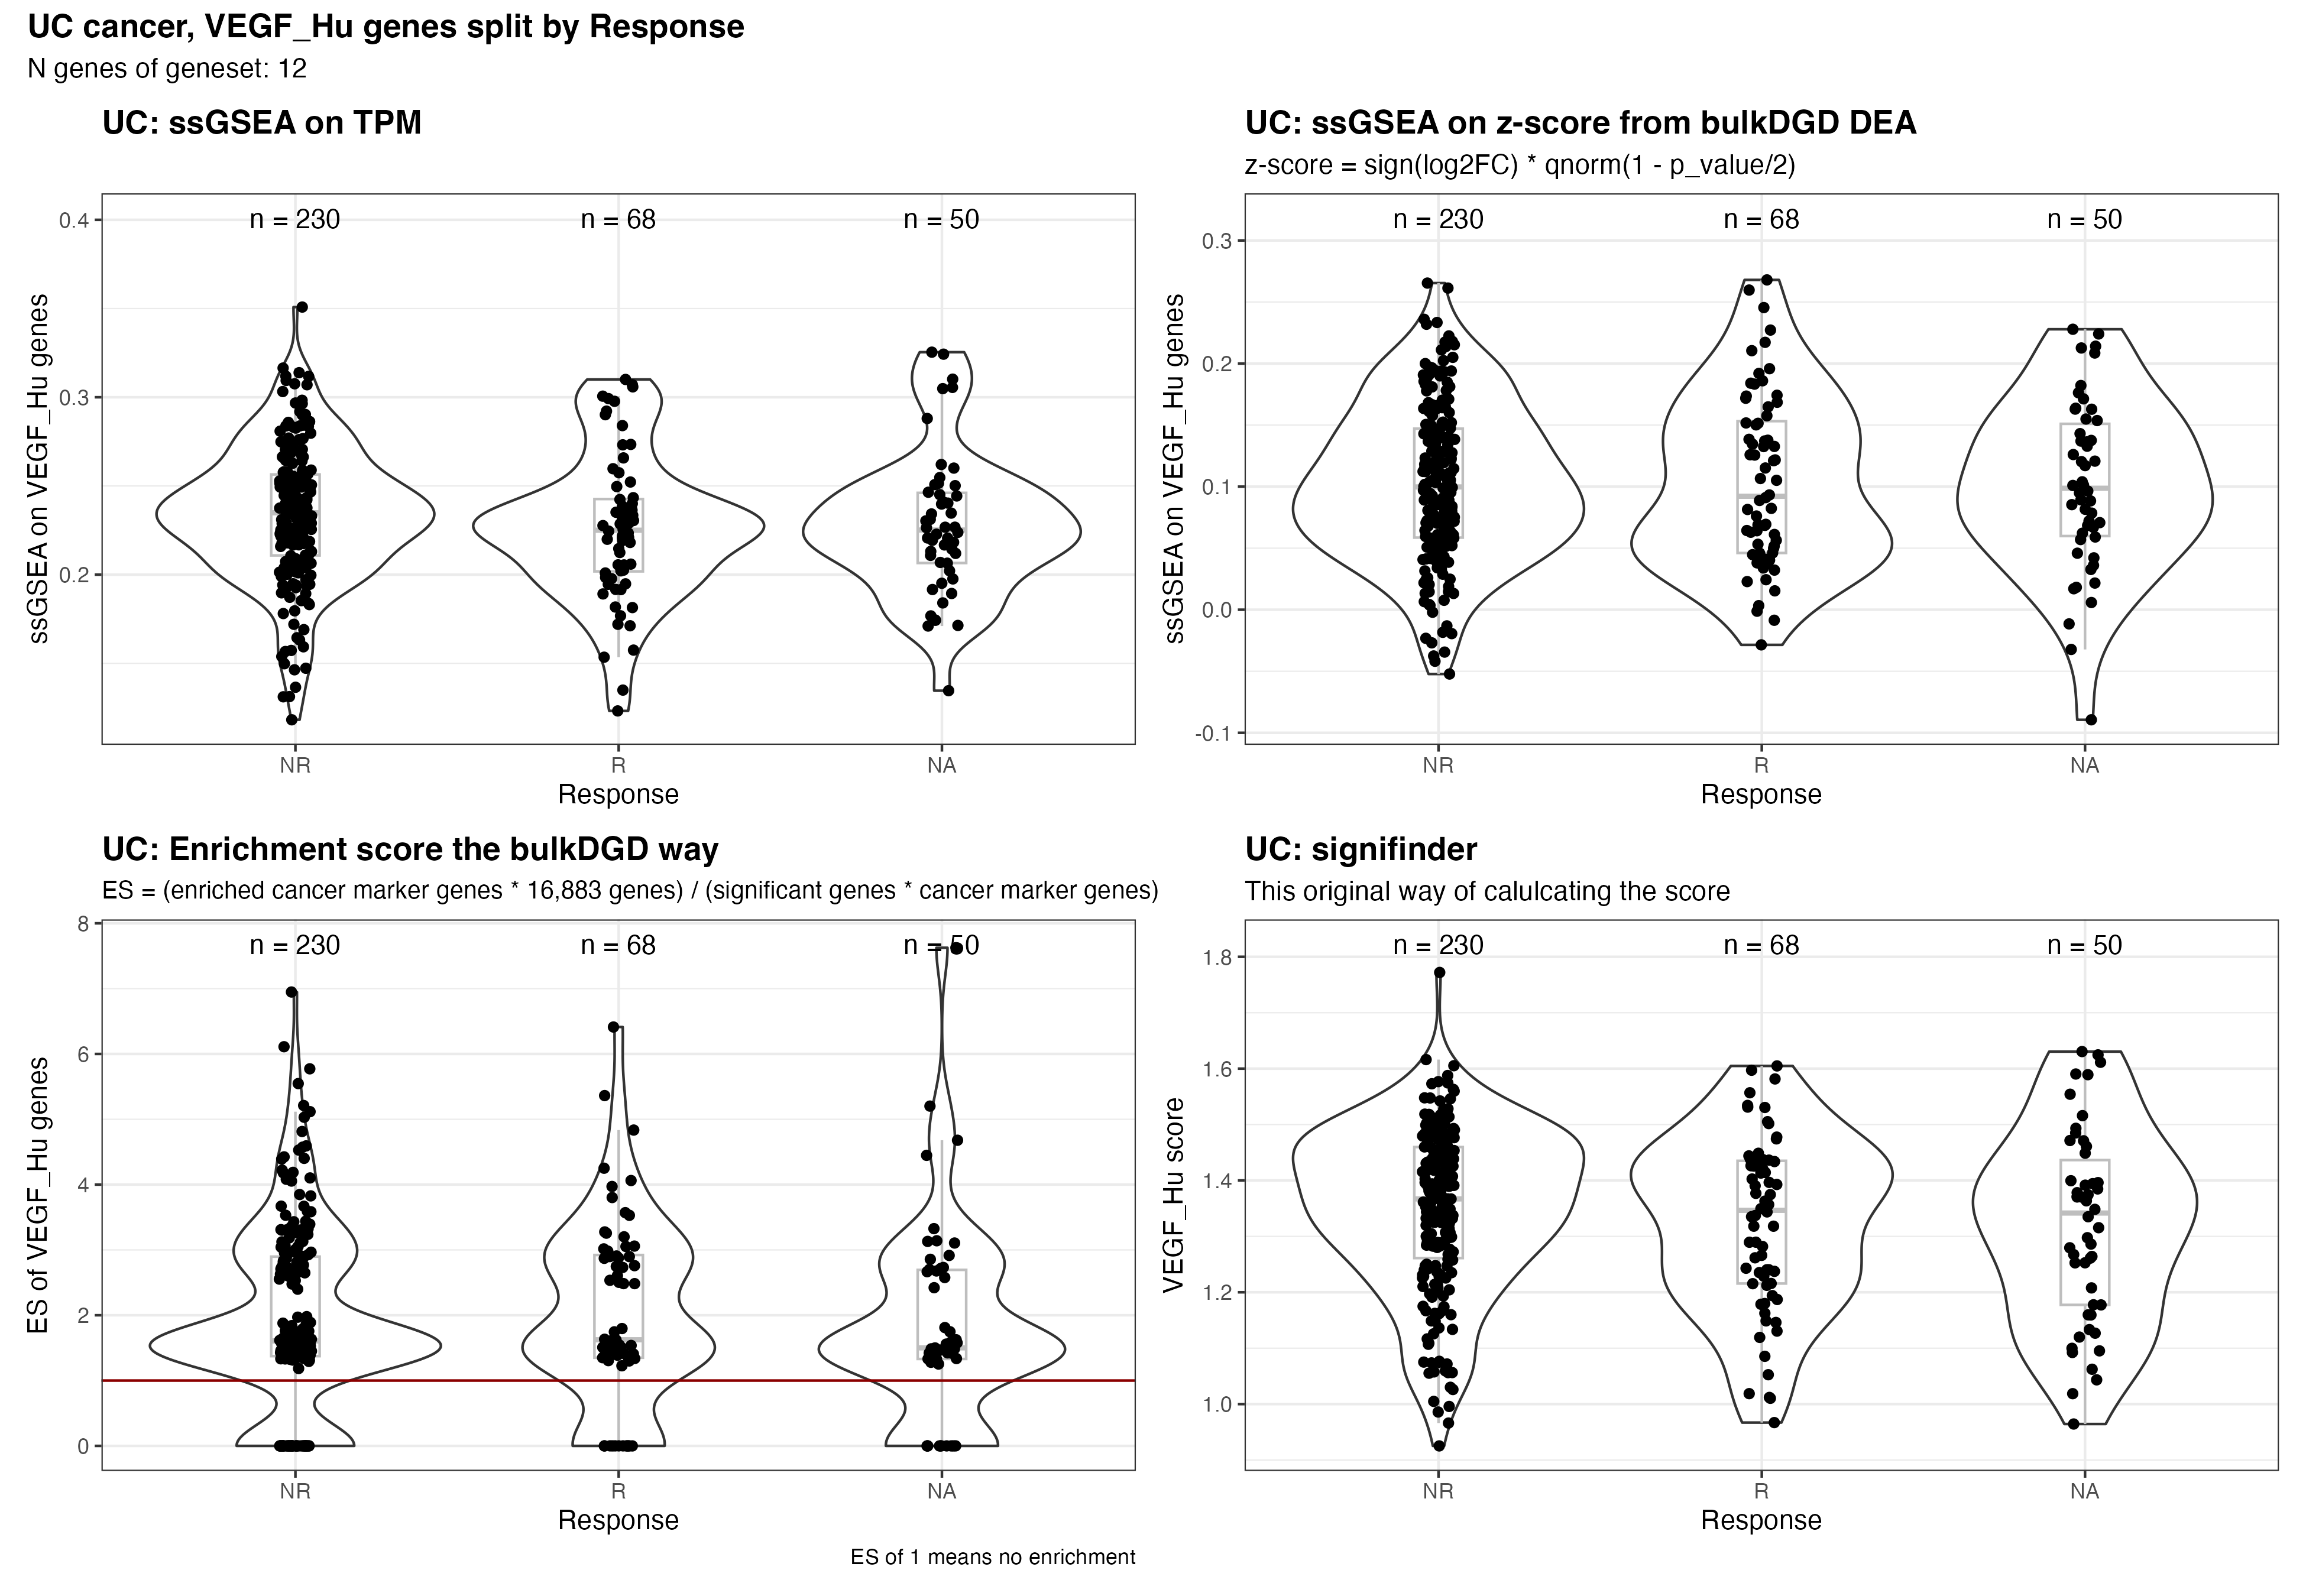 UC cancer, VEGF_Hu genes split by Response
N genes of geneset: 12
UC: ssGSEA on TPM
ssGSEA on VEGF_Hu genes
0.4
0.3
0.2
n = 230
n = 68
n = 50
NR
R
NA
Response
UC: ssGSEA on z-score from bulkDGD DEA
z-score = sign(log2FC) * qnorm(1 - p_value/2)
ssGSEA on VEGF_Hu genes
0.3
0.2
0.1
0.0
-0.1
n = 230
n = 68
n = 50
NR
R
NA
Response
UC: Enrichment score the bulkDGD way
ES = (enriched cancer marker genes * 16,883 genes) / (significant genes * cancer marker genes)
ES of VEGF_Hu genes
8
6
4
2
0
n = 230
n = 68
n = 50
NR
R
NA
Response
ES of 1 means no enrichment
UC: signifinder
This original way of calulcating the score
VEGF_Hu score
1.8
1.6
1.4
1.2
1.0
n = 230
n = 68
n = 50
NR
R
NA
Response